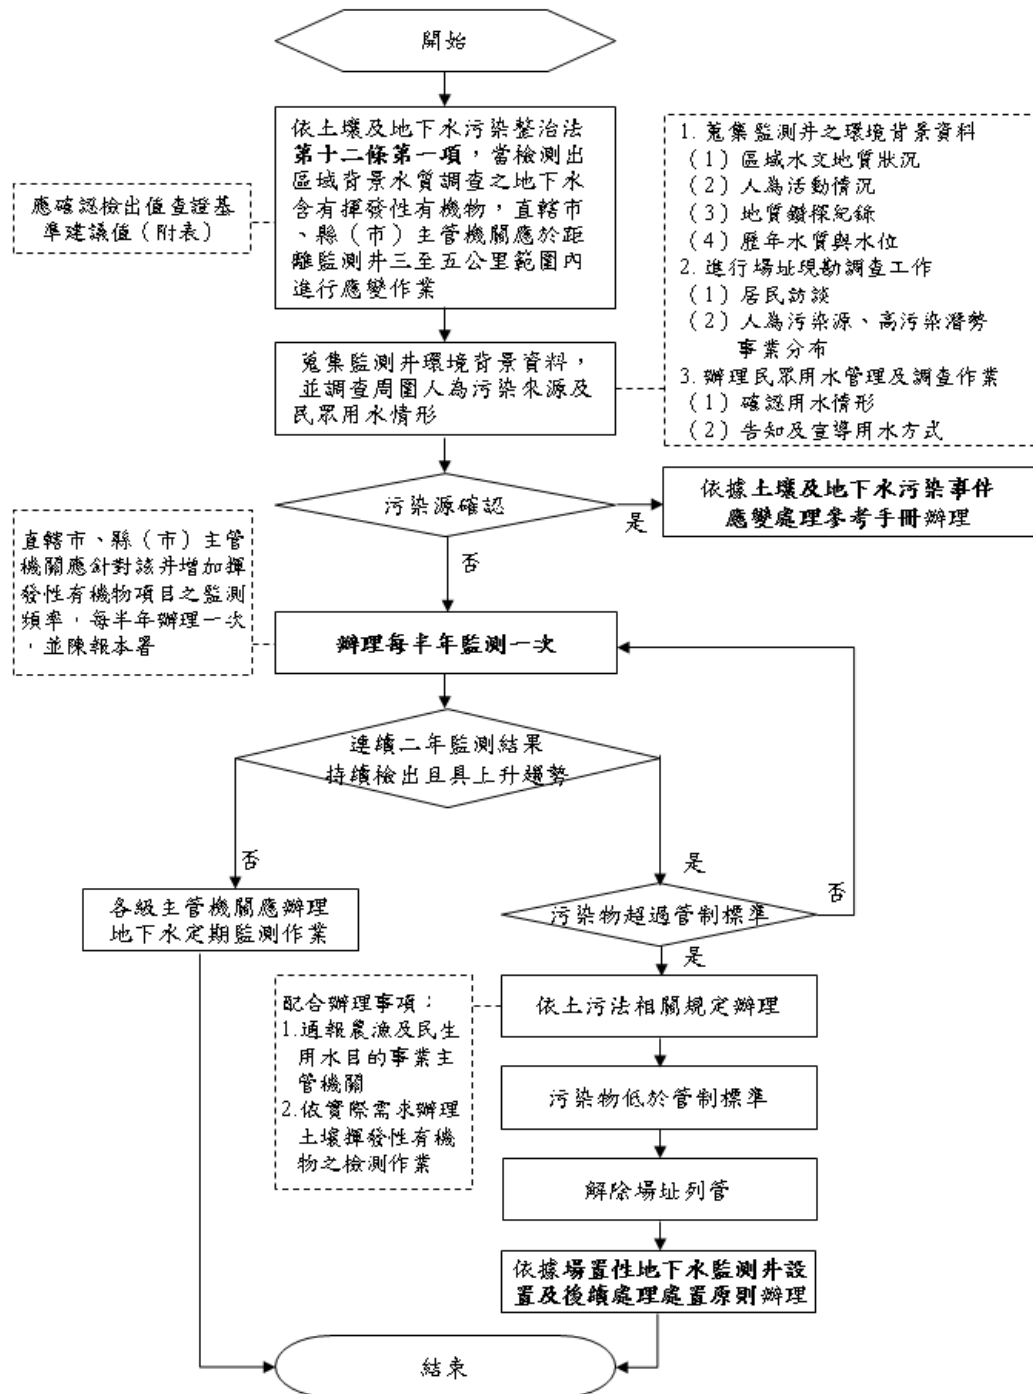 開始
依土壤及地下水污染整治法
第十二條第一項，當檢測出
區域背景水質調查之地下水
含有揮發性有機物，直轄市
、縣（市）主管機關應於距
離監測井三至五公里範圍內
進行應變作業
應確認檢出值查證基
準建議值（附表）
1. 蒐集監測井之環境背景資料
（1）區域水文地質狀況
（2）人為活動情況
（3）地質鑽探紀錄
（4）歷年水質與水位
2. 進行場址現勘調查工作
（1）居民訪談
（2）人為污染源、高污染潛勢
事業分布
3. 辦理民眾用水管理及調查作業
（1）確認用水情形
（2）告知及宣導用水方式
蒐集監測井環境背景資料，
並調查周圍人為污染來源及
民眾用水情形
污染源確認
是
依據土壤及地下水污染事件
應變處理參考手冊辦理
否
直轄市、縣（市）主管
機關應針對該井增加揮
發性有機物項目之監測
頻率，每半年辦理一次
，並陳報本署
辦理每半年監測一次
連續二年監測結果
持續檢出且具上升趨勢
否
是
各級主管機關應辦理
地下水定期監測作業
污染物超過管制標準
否
是
配合辦理事項：
1.通報農漁及民生
用水目的事業主
管機關
2.依實際需求辦理
土壤揮發性有機
物之檢測作業
依土污法相關規定辦理
污染物低於管制標準
解除場址列管
依據場置性地下水監測井設
置及後續處理處置原則辦理
結束